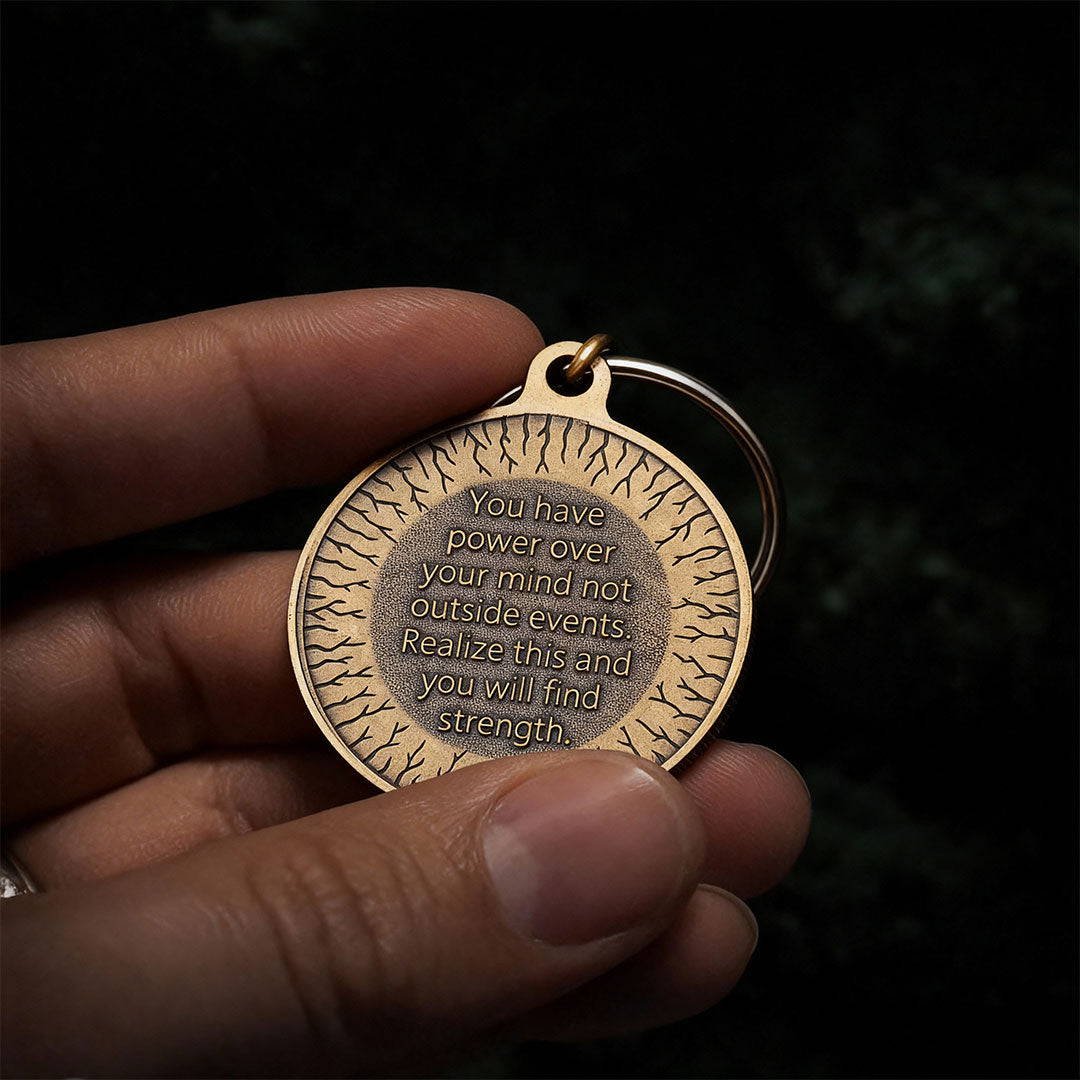 You have
power over
your mind not
outside events.
Realize this and
you will find
strength.